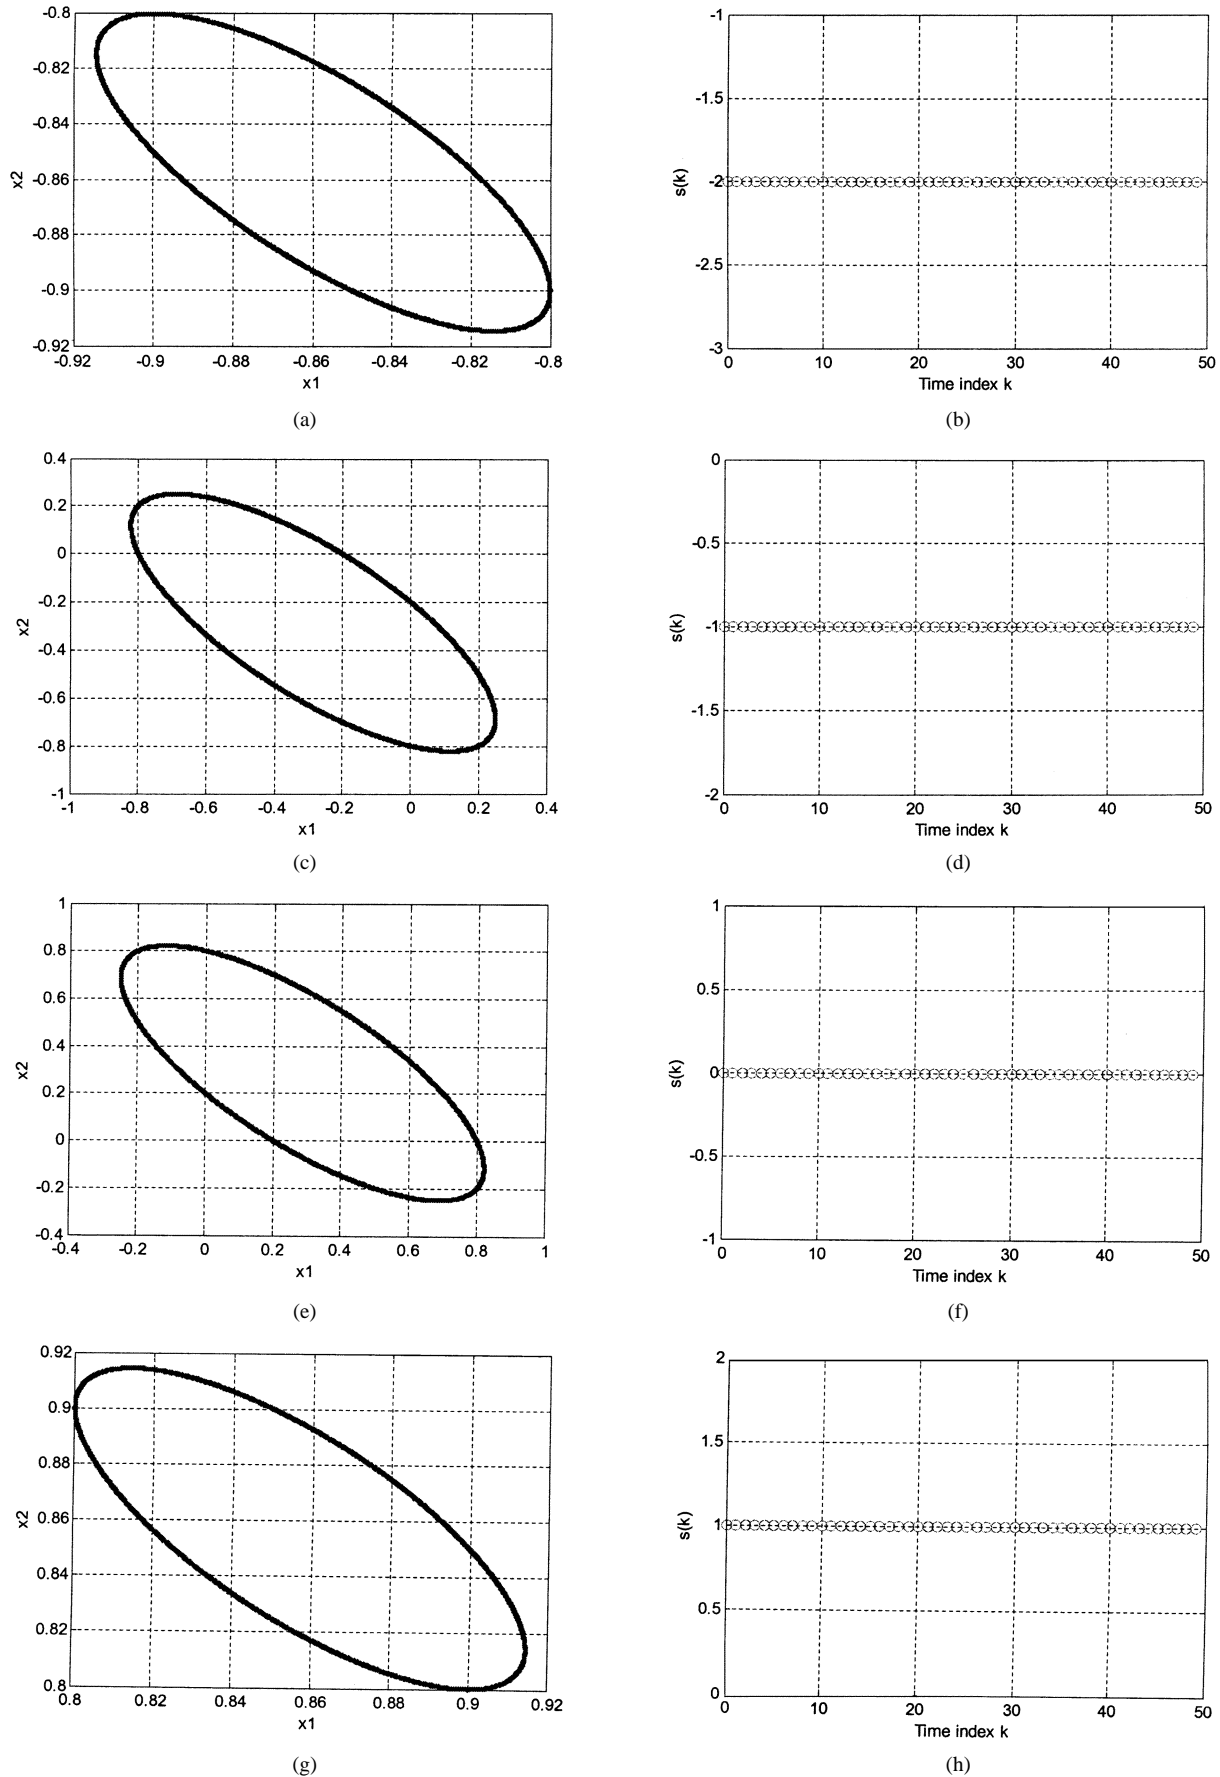 -0.8
-0.82
-0.84
-0.86
-0.88
-0.9
-0.92
x2
-0.92 -0.9 -0.88 -0.86 -0.84 -0.82 -0.8
x1
(a)
-1
-1.5
-2
-2.5
-3
s(k)
0 10 20 30 40 50
Time index k
(b)
0.4
0.2
0
-0.2
-0.4
-0.6
-0.8
-1
x2
-1 -0.8 -0.6 -0.4 -0.2 0 0.2 0.4
x1
(c)
0
-0.5
-1
-1.5
-2
s(k)
0 10 20 30 40 50
Time index k
(d)
1
0.8
0.6
0.4
0.2
0
-0.2
-0.4
x2
-0.4 -0.2 0 0.2 0.4 0.6 0.8 1
x1
(e)
1
0.5
0
-0.5
-1
s(k)
0 10 20 30 40 50
Time index k
(f)
0.92
0.9
0.88
0.86
0.84
0.82
0.8
x2
0.8 0.82 0.84 0.86 0.88 0.9 0.92
x1
(g)
2
1.5
1
0.5
0
s(k)
0 10 20 30 40 50
Time index k
(h)